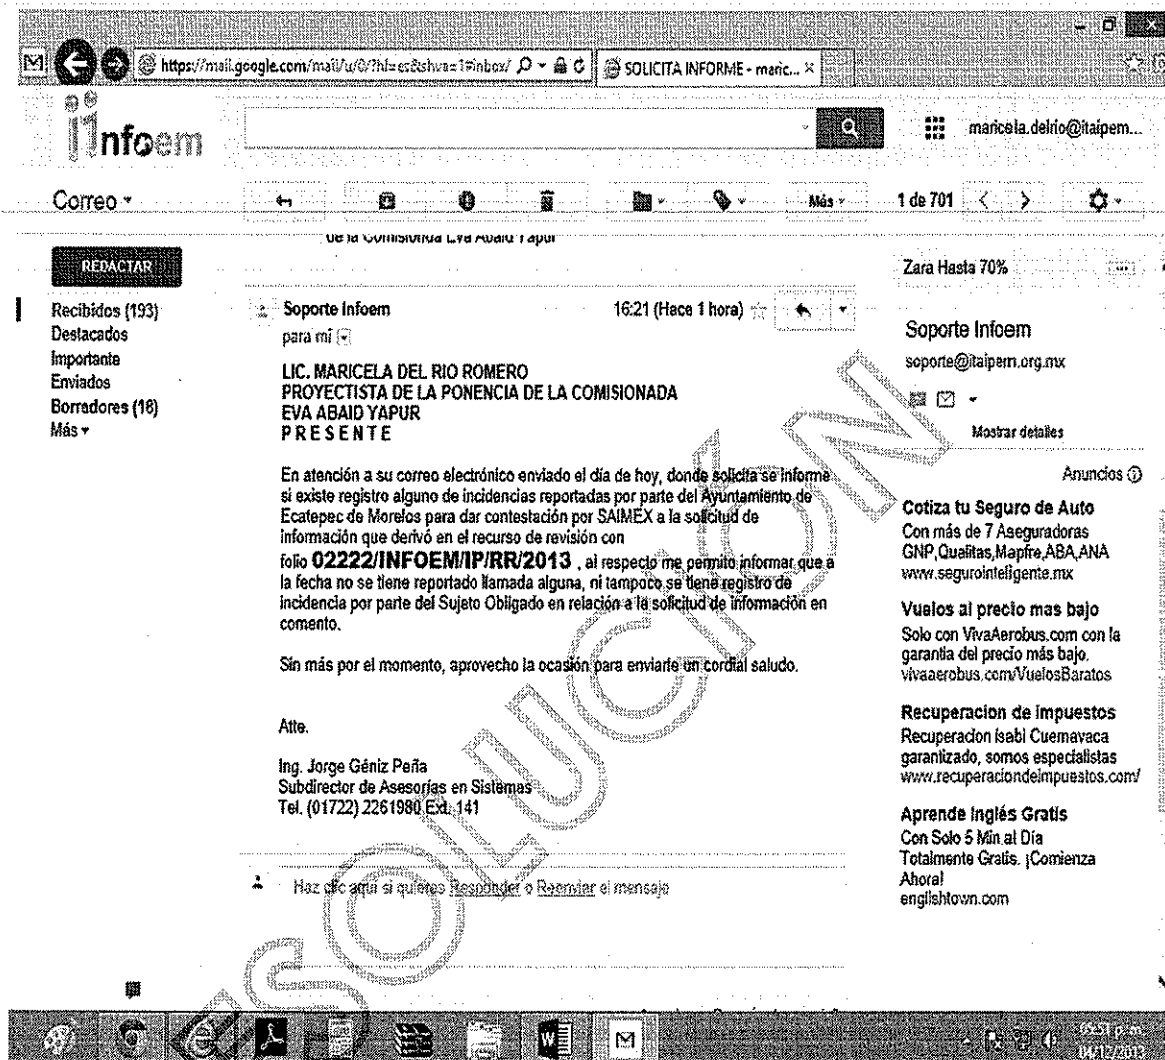 https://mail.google.com/mail/u/0/?hl=es&shva=1#inbox/
SOLICITA INFORME - maric... ×
infoem
maricela.delrio@itaipem...
Correo
Más
1 de 701
REDACTAR
Recibidos (193)
Destacados
Importante
Enviados
Borradores (18)
Más
de la Comisionda Eva Abaid Yapur
Soporte Infoem
16:21 (Hace 1 hora)
para mí
LIC. MARICELA DEL RIO ROMERO
PROYECTISTA DE LA PONENCIA DE LA COMISIONADA
EVA ABAID YAPUR
P R E S E N T E
En atención a su correo electrónico enviado el día de hoy, donde solicita se informe
si existe registro alguno de incidencias reportadas por parte del Ayuntamiento de
Ecatepec de Morelos para dar contestación por SAIMEX a la solicitud de
información que derivó en el recurso de revisión con
folio 02222/INFOEM/IP/RR/2013 , al respecto me permito informar que a
la fecha no se tiene reportado llamada alguna, ni tampoco se tiene registro de
incidencia por parte del Sujeto Obligado en relación a la solicitud de información en
comento.
Sin más por el momento, aprovecho la ocasión para enviarle un cordial saludo.
Atte.
Ing. Jorge Géniz Peña
Subdirector de Asesorías en Sistemas
Tel. (01722) 2261980 Ext. 141
Haz clic aquí si quieres Responder o Reenviar el mensaje
Zara Hasta 70%
Soporte Infoem
soporte@itaipem.org.mx
Mostrar detalles
Anuncios
Cotiza tu Seguro de Auto
Con más de 7 Aseguradoras
GNP,Qualitas,Mapfre,ABA,ANA
www.segurointeligente.mx
Vuelos al precio mas bajo
Solo con VivaAerobus.com con la
garantia del precio más bajo.
vivaaerobus.com/VuelosBaratos
Recuperacion de impuestos
Recuperacion isabi Cuernavaca
garantizado, somos especialistas
www.recuperaciondeimpuestos.com/
Aprende Inglés Gratis
Con Solo 5 Min.al Día
Totalmente Gratis. ¡Comienza
Ahora!
englishtown.com
05:31 p. m.
04/12/2013
ESOLUCIÓN